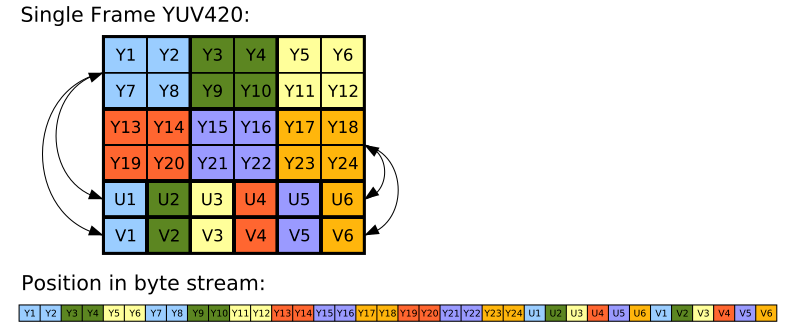 Single Frame YUV420:
Y1 Y2 Y3 Y4 Y5 Y6
Y7 Y8 Y9 Y10 Y11 Y12
Y13 Y14 Y15 Y16 Y17 Y18
Y19 Y20 Y21 Y22 Y23 Y24
U1 U2 U3 U4 U5 U6
V1 V2 V3 V4 V5 V6
Position in byte stream:
Y1 Y2 Y3 Y4 Y5 Y6 Y7 Y8 Y9 Y10 Y11 Y12 Y13 Y14 Y15 Y16 Y17 Y18 Y19 Y20 Y21 Y22 Y23 Y24 U1 U2 U3 U4 U5 U6 V1 V2 V3 V4 V5 V6